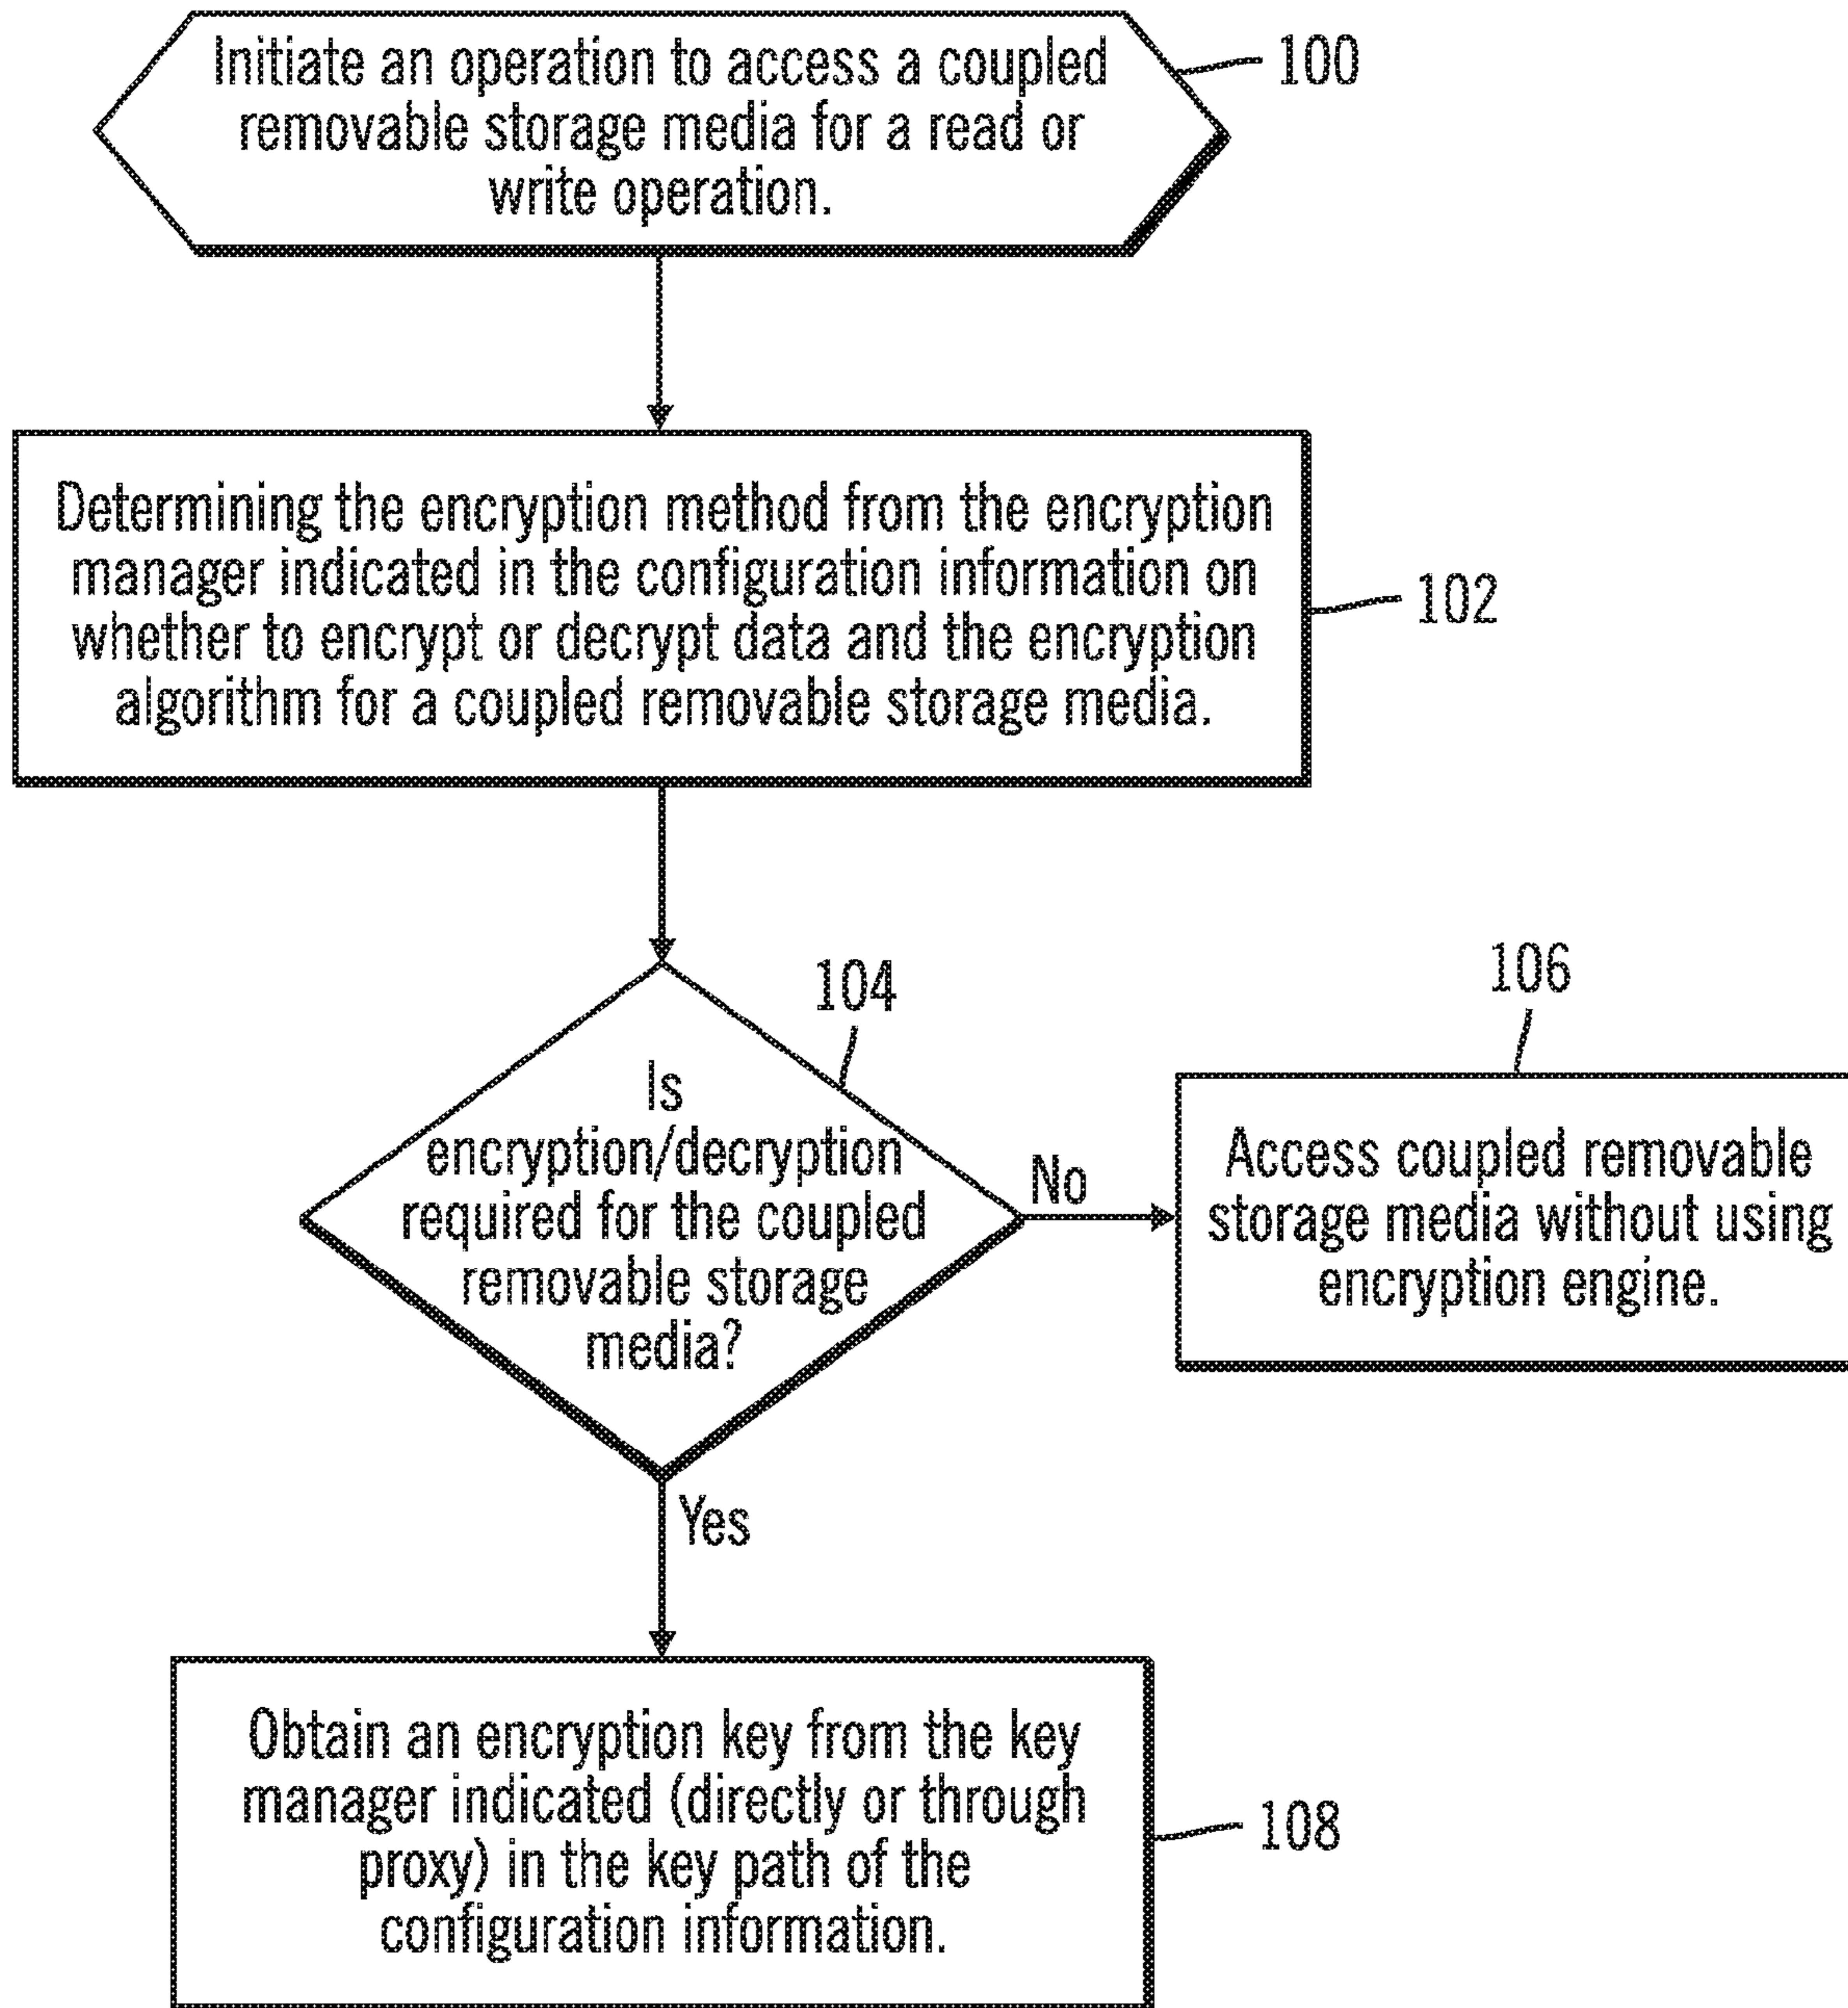 Initiate an operation to access a coupled
removable storage media for a read or
write operation.
100
Determining the encryption method from the encryption
manager indicated in the configuration information on
whether to encrypt or decrypt data and the encryption
algorithm for a coupled removable storage media.
102
104
Is
encryption/decryption
required for the coupled
removable storage
media?
No
106
Access coupled removable
storage media without using
encryption engine.
Yes
Obtain an encryption key from the key
manager indicated (directly or through
proxy) in the key path of the
configuration information.
108